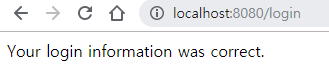 localhost:8080/login
Your login information was correct.